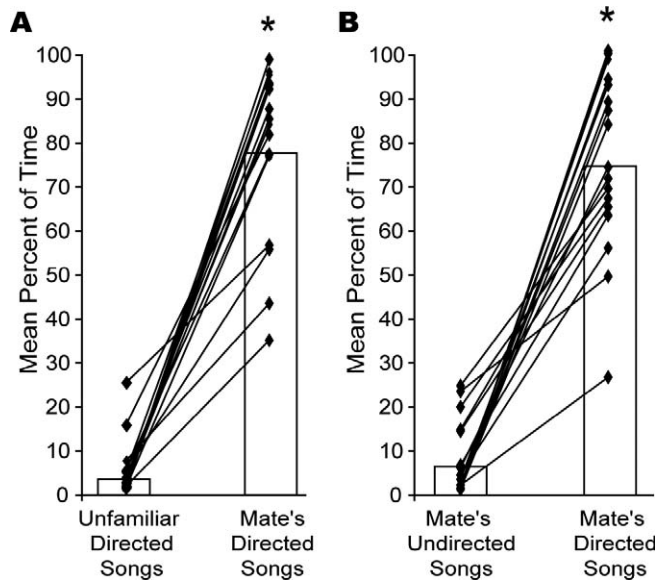 A
*
Mean Percent of Time
100
90
80
70
60
50
40
30
20
10
0
Unfamiliar
Directed
Songs
Mate's
Directed
Songs
B
*
Mean Percent of Time
100
90
80
70
60
50
40
30
20
10
0
Mate's
Undirected
Songs
Mate's
Directed
Songs